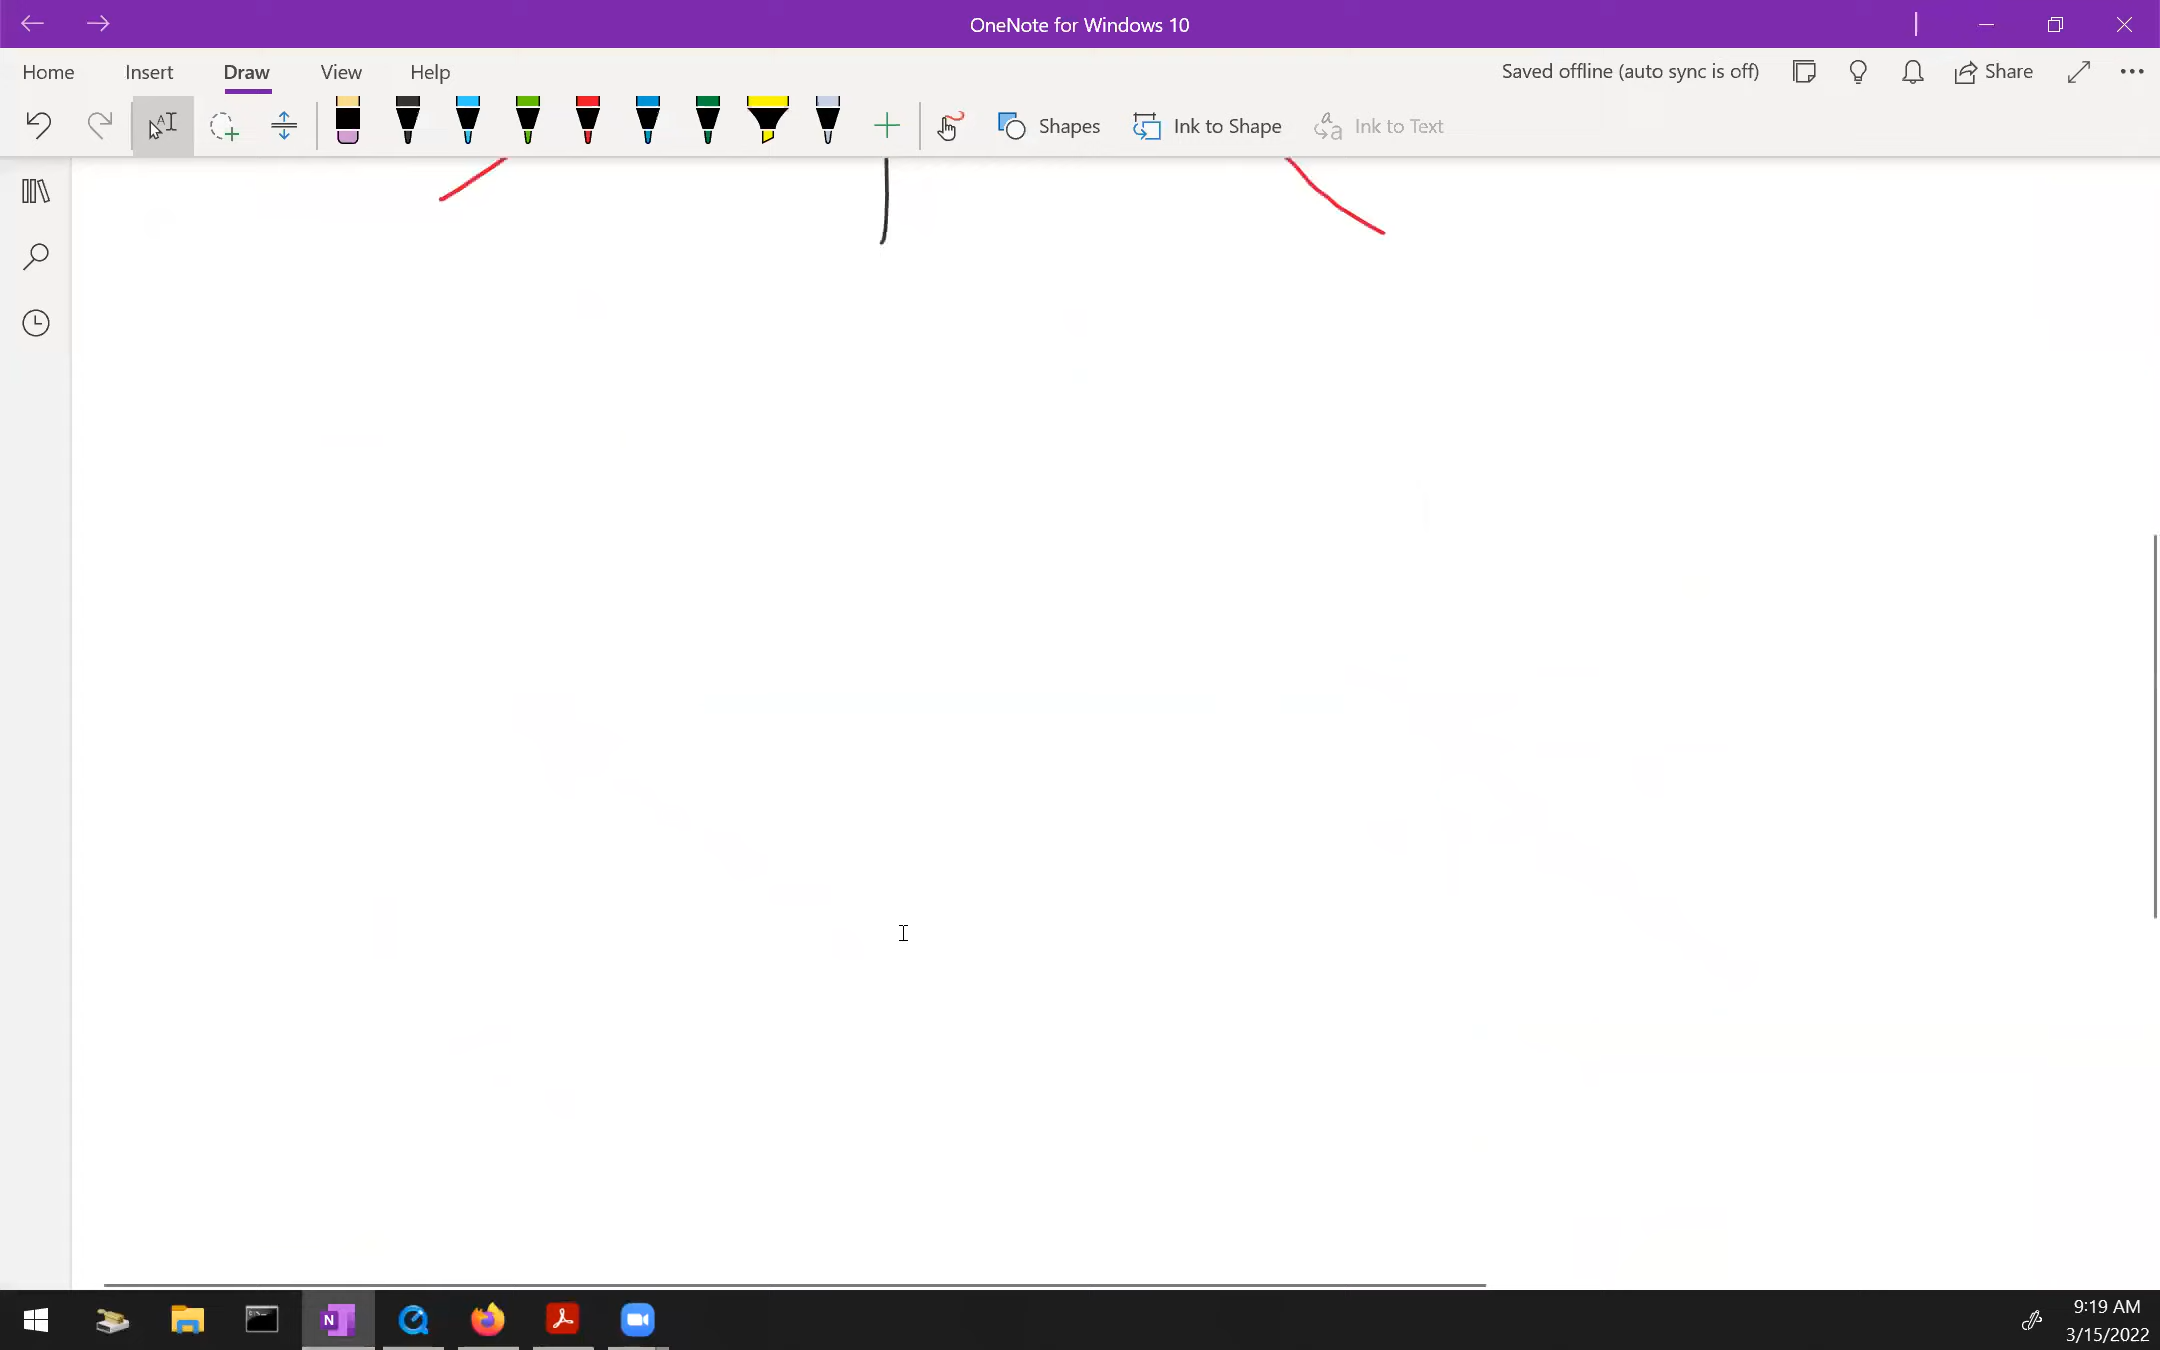 OneNote for Windows 10
Home Insert Draw View Help
Saved offline (auto sync is off)
Share
Shapes
Ink to Shape
Ink to Text
9:19 AM
3/15/2022